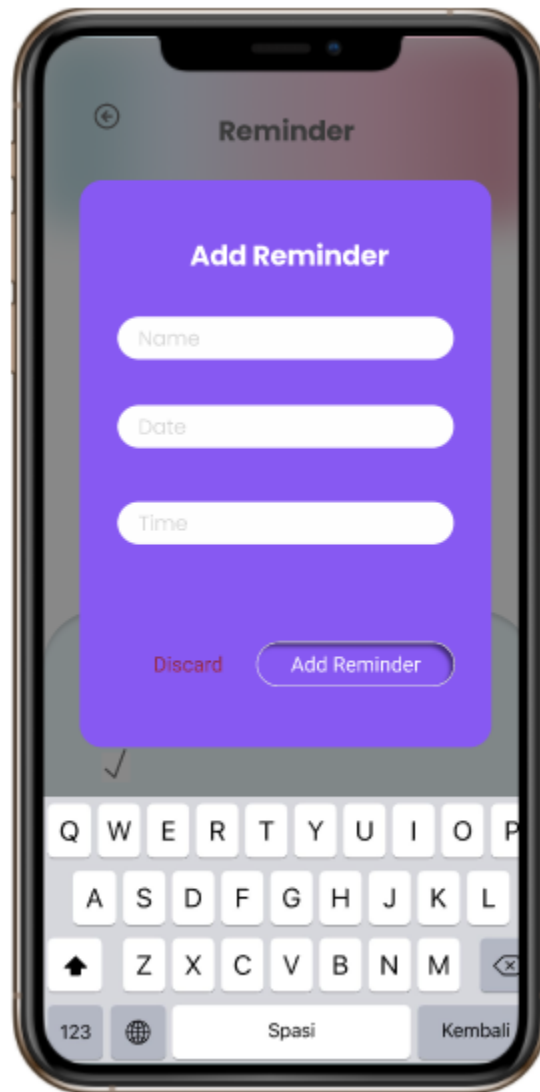 Reminder
Add Reminder
Name
Date
Time
Discard Add Reminder
Q W E R T Y U I O P
A S D F G H J K L
Z X C V B N M
123 Spasi Kembali